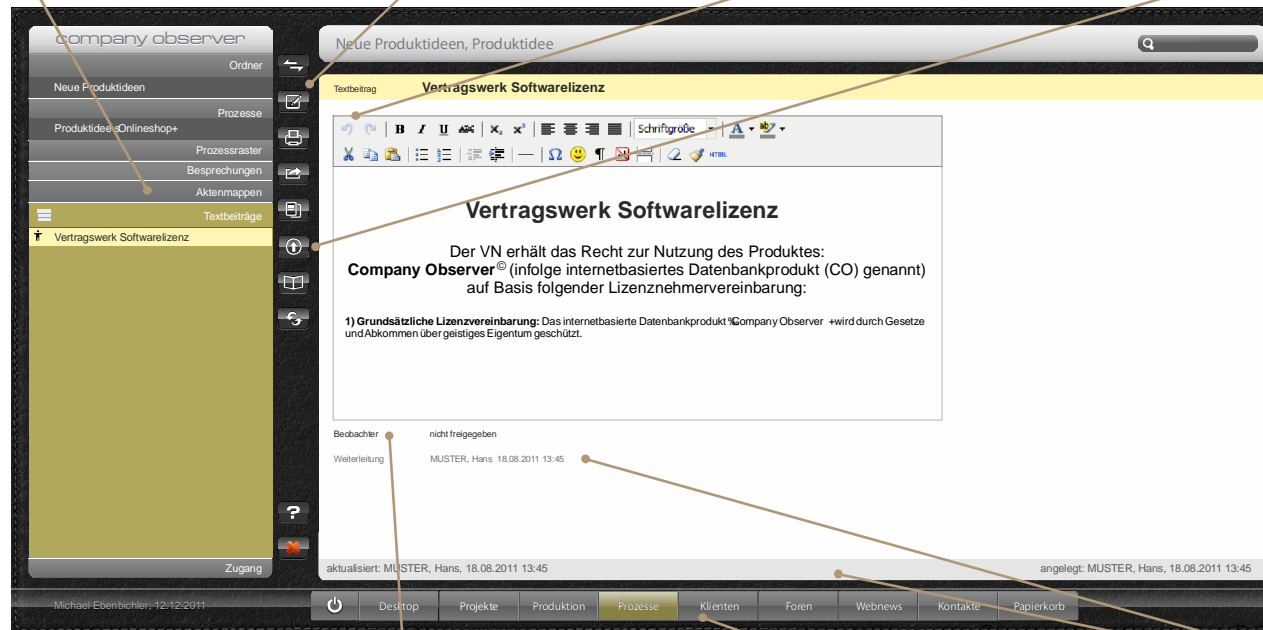 company observer
Ordner
Neue Produktideen
Prozesse
Produktidee sOnlineshop+
Prozessraster
Besprechungen
Aktenmappen
Textbeiträge
Vertragswerk Softwarelizenz
Zugang
Neue Produktideen, Produktidee
Textbeitrag Vertragswerk Softwarelizenz
B I U ABC X₂ x² Schriftgröße A ab
Ω ¶ HTML
Vertragswerk Softwarelizenz
Der VN erhält das Recht zur Nutzung des Produktes:
Company Observer© (infolge internetbasiertes Datenbankprodukt (CO) genannt)
auf Basis folgender Lizenznehmervereinbarung:
1) Grundsätzliche Lizenzvereinbarung: Das internetbasierte Datenbankprodukt %Company Observer +wird durch Gesetze
und Abkommen über geistiges Eigentum geschützt.
Beobachter nicht freigegeben
Weiterleitung MUSTER, Hans 18.08.2011 13:45
?
aktualisiert: MUSTER, Hans, 18.08.2011 13:45 angelegt: MUSTER, Hans, 18.08.2011 13:45
Michael Ebenbichler, 12.12.2011
Desktop Projekte Produktion Prozesse Klienten Foren Webnews Kontakte Papierkorb